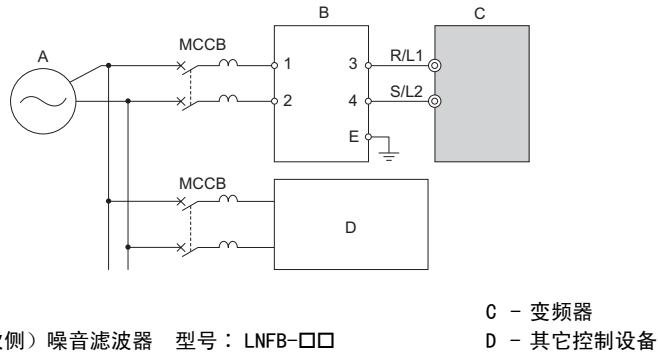 B
C
A
MCCB
1
3
R/L1
2
4
S/L2
E
MCCB
D
C - 变频器
侧）噪音滤波器 型号：LNFB-□□
D - 其它控制设备